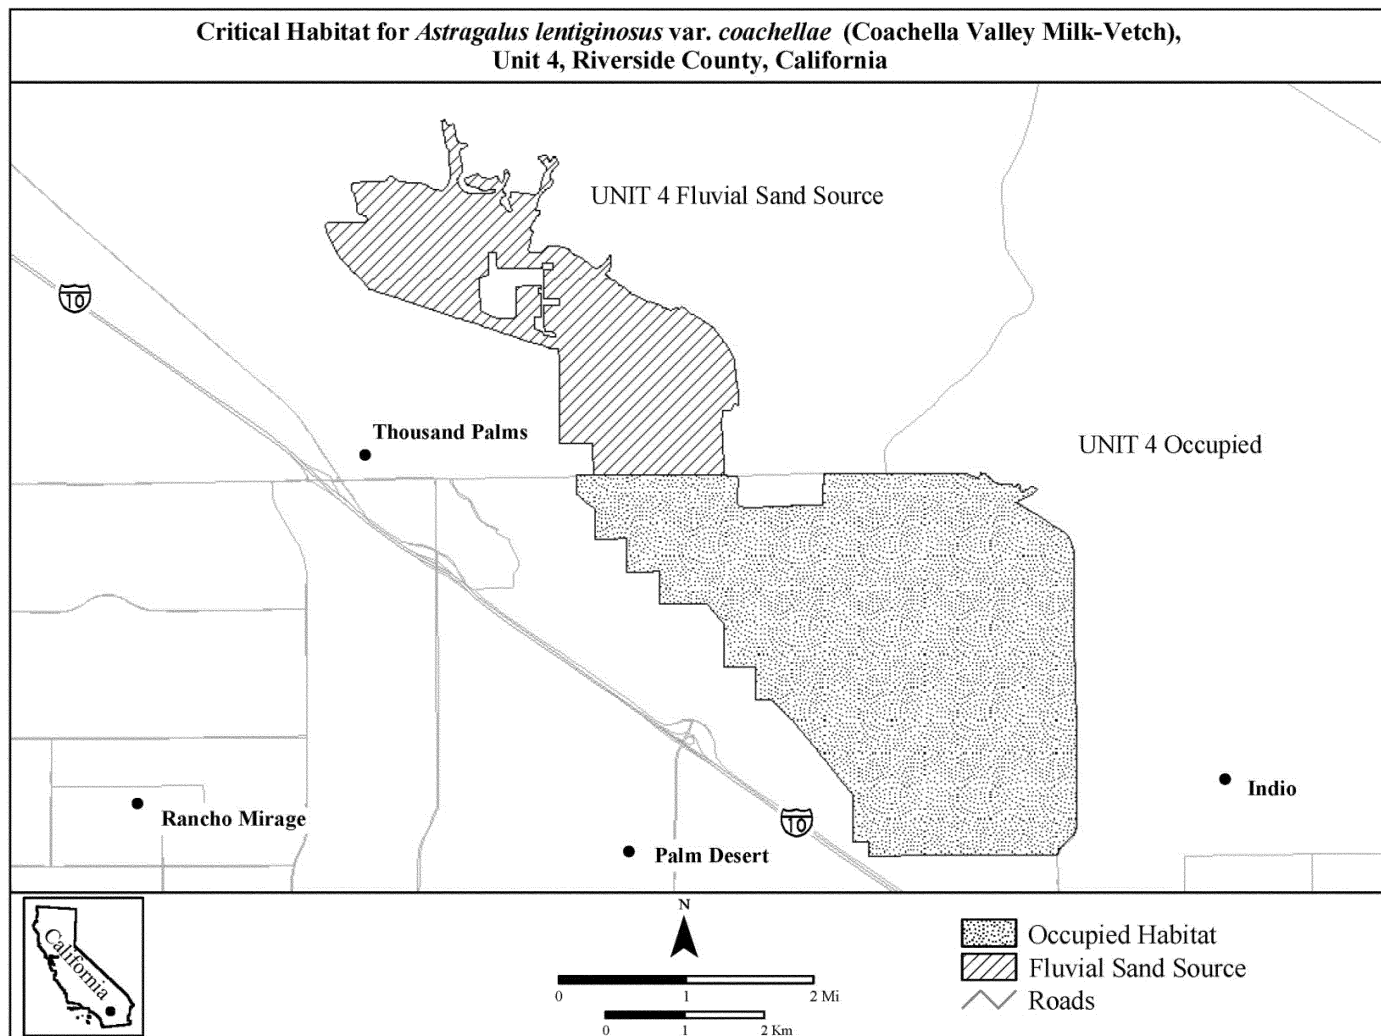 Critical Habitat for Astragalus lentiginosus var. coachellae (Coachella Valley Milk-Vetch),
Unit 4, Riverside County, California
UNIT 4 Fluvial Sand Source
10
Thousand Palms
UNIT 4 Occupied
Indio
Rancho Mirage
10
Palm Desert
California
N
0 1 2 Mi
0 1 2 Km
Occupied Habitat
Fluvial Sand Source
Roads